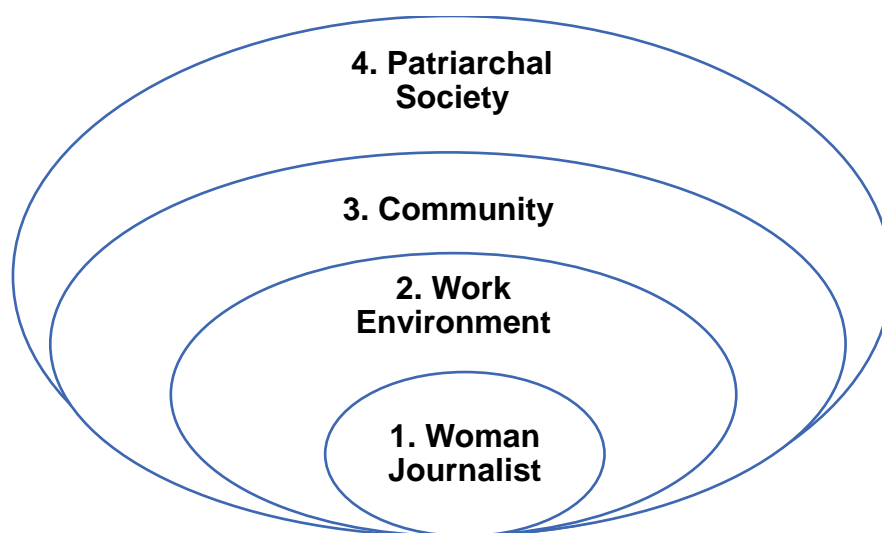 4. Patriarchal
Society
3. Community
2. Work
Environment
1. Woman
Journalist